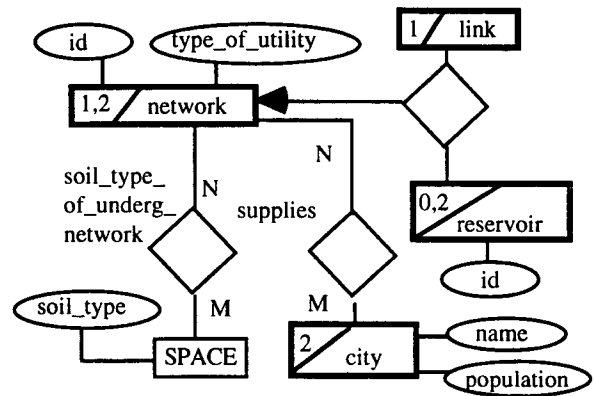 id
type_of_utility
1
link
1,2
network
N
N
soil_type_
of_underg_
network
supplies
0,2
reservoir
id
soil_type
M
M
SPACE
2
city
name
population